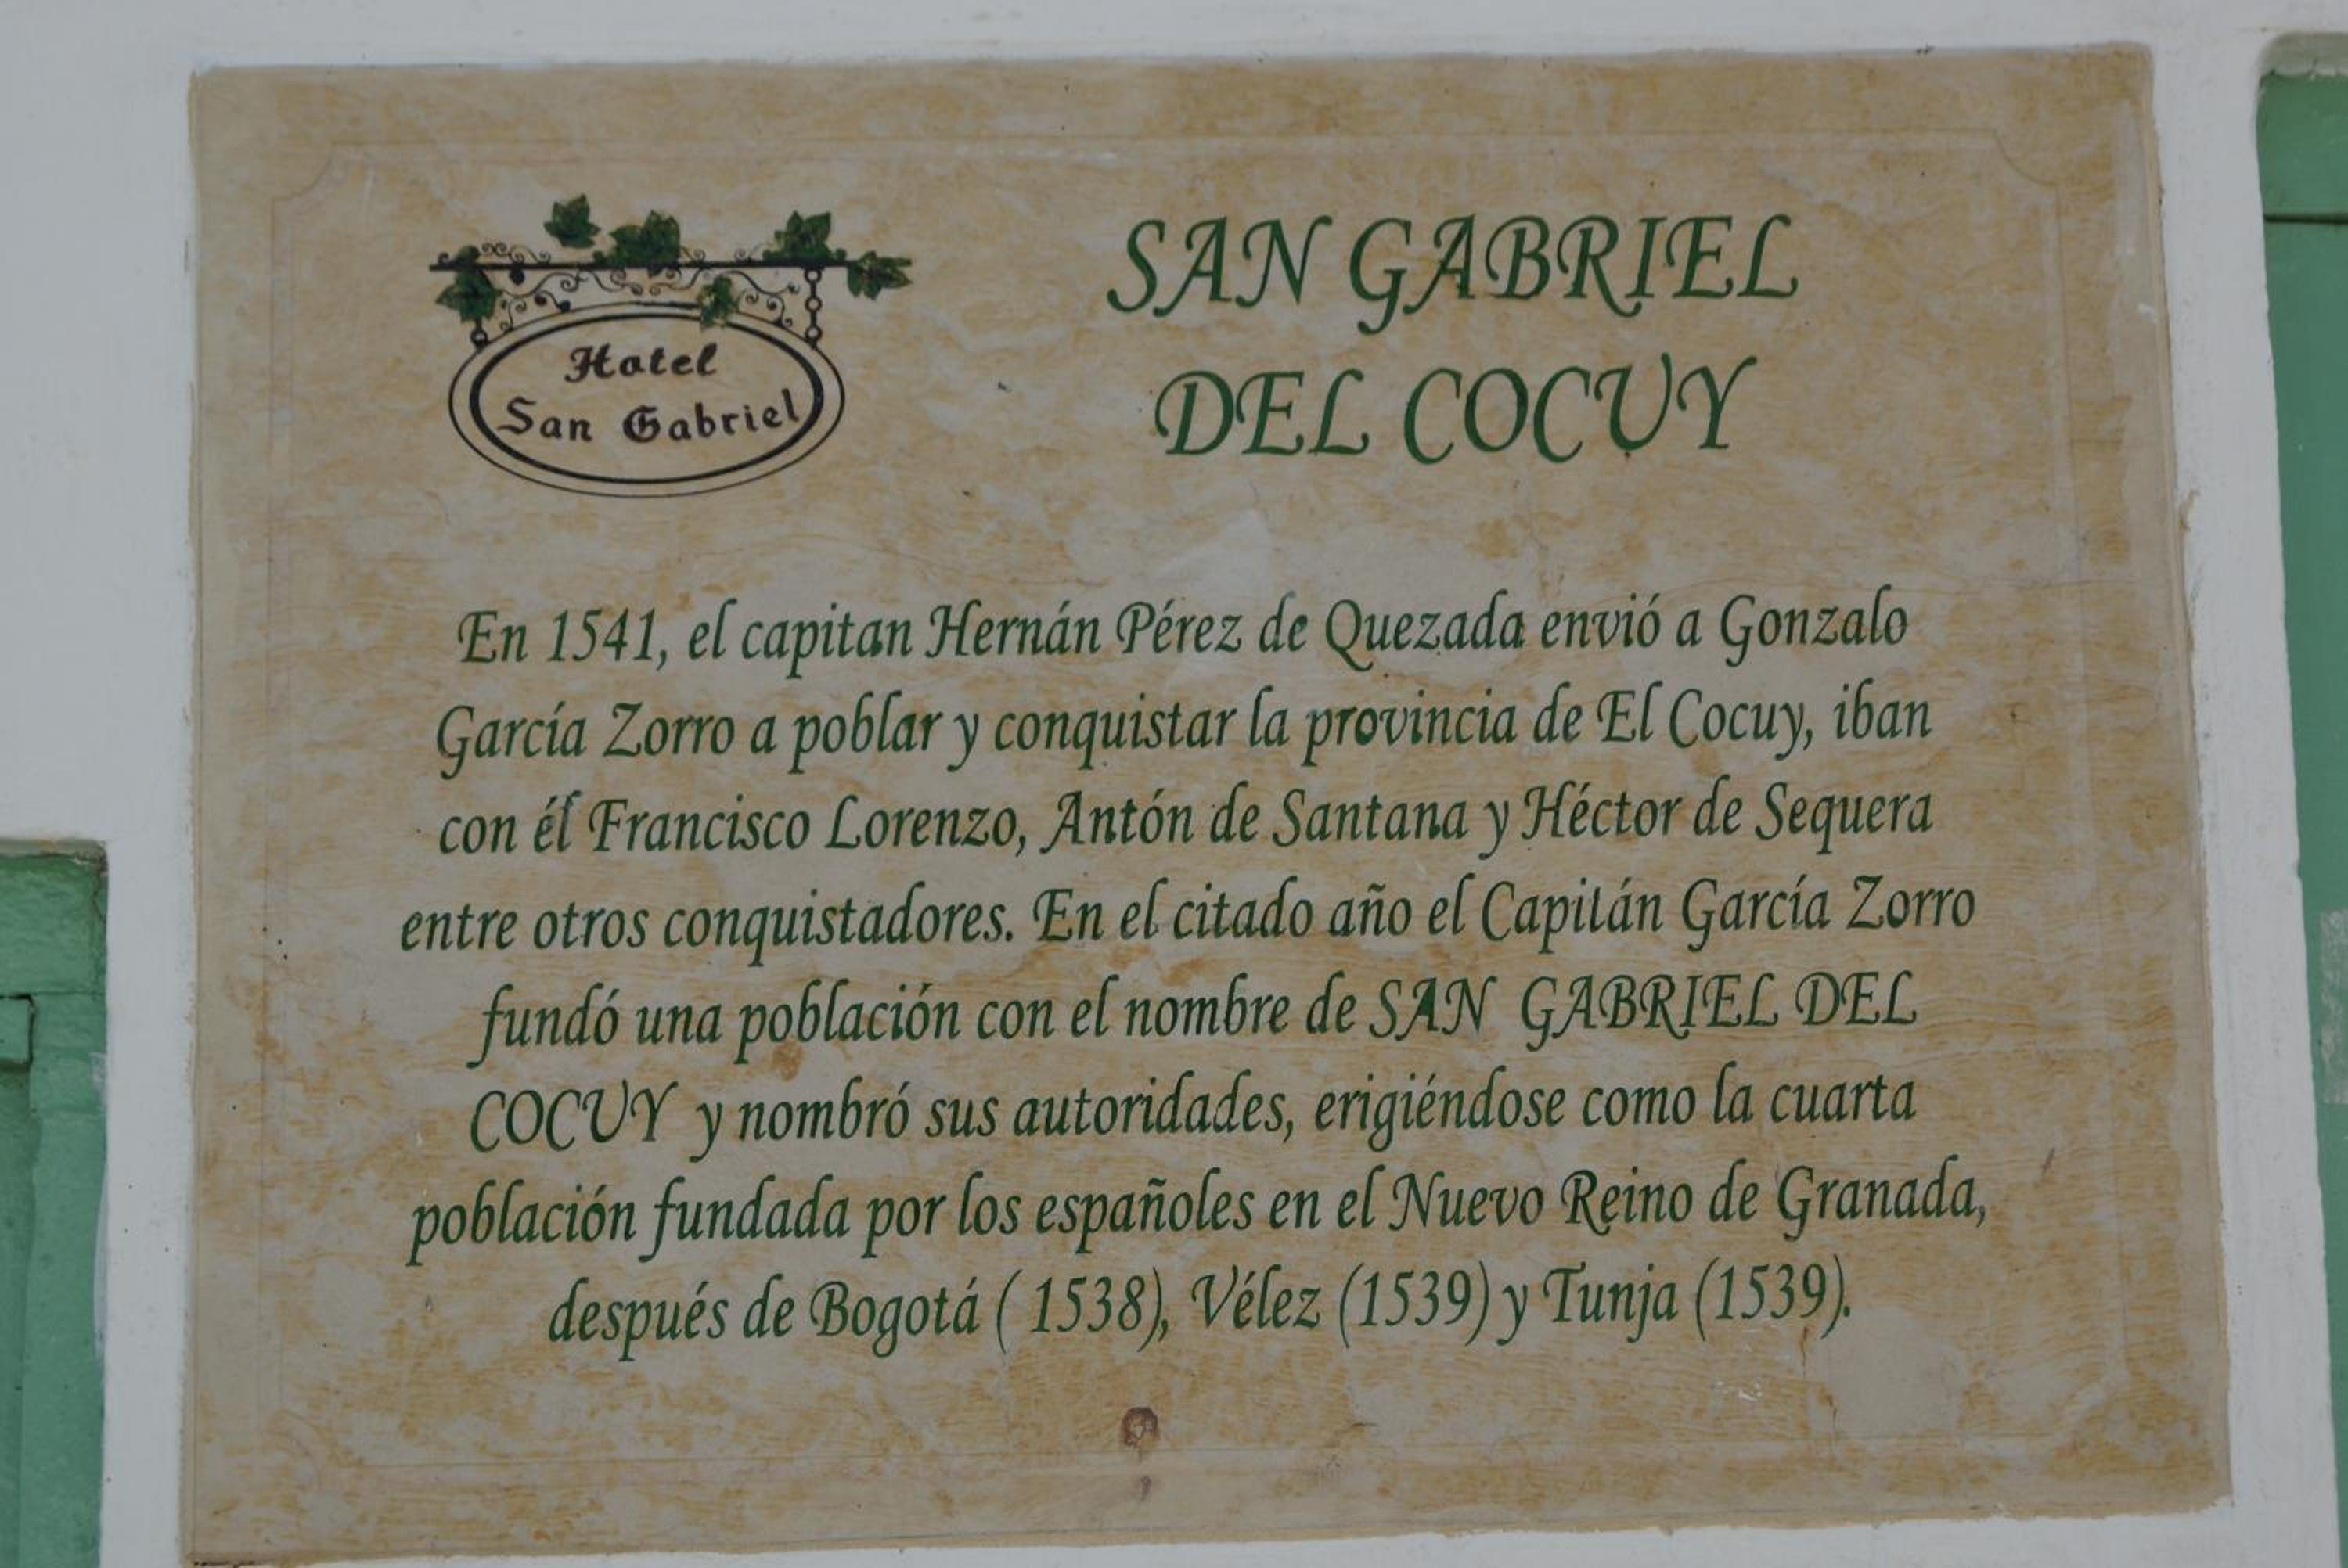 Hotel
San Gabriel
SAN GABRIEL
DEL COCUY
En 1541, el capitan Hernán Pérez de Quezada envió a Gonzalo
García Zorro a poblar y conquistar la provincia de El Cocuy, iban
con él Francisco Lorenzo, Antón de Santana y Héctor de Sequera
entre otros conquistadores. En el citado año el Capitán García Zorro
fundó una población con el nombre de SAN GABRIEL DEL
COCUY y nombró sus autoridades, erigiéndose como la cuarta
población fundada por los españoles en el Nuevo Reino de Granada,
después de Bogotá ( 1538), Vélez (1539) y Tunja (1539).